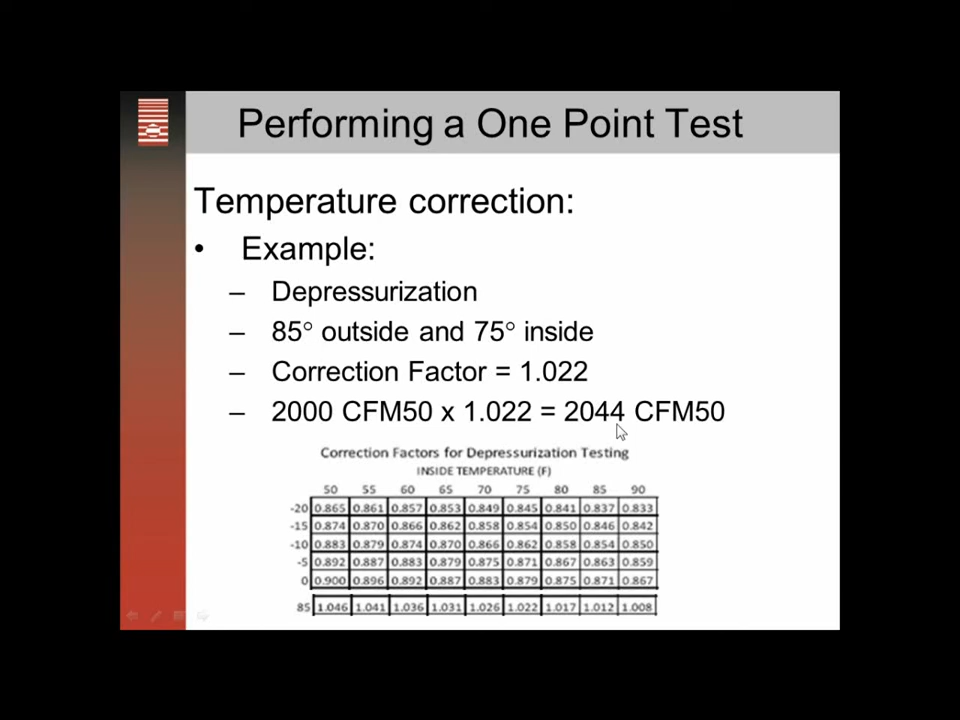 Performing a One Point Test
Temperature correction:
• Example:
– Depressurization
– 85° outside and 75° inside
– Correction Factor = 1.022
– 2000 CFM50 x 1.022 = 2044 CFM50
Correction Factors for Depressurization Testing
INSIDE TEMPERATURE (F)
50 55 60 65 70 75 80 85 90
-20 0.865 0.861 0.857 0.853 0.849 0.845 0.841 0.837 0.833
-15 0.874 0.870 0.866 0.862 0.858 0.854 0.850 0.846 0.842
-10 0.883 0.879 0.874 0.870 0.866 0.862 0.858 0.854 0.850
-5 0.892 0.887 0.883 0.879 0.875 0.871 0.867 0.863 0.859
0 0.900 0.896 0.892 0.887 0.883 0.879 0.875 0.871 0.867
85 1.046 1.041 1.036 1.031 1.026 1.022 1.017 1.012 1.008